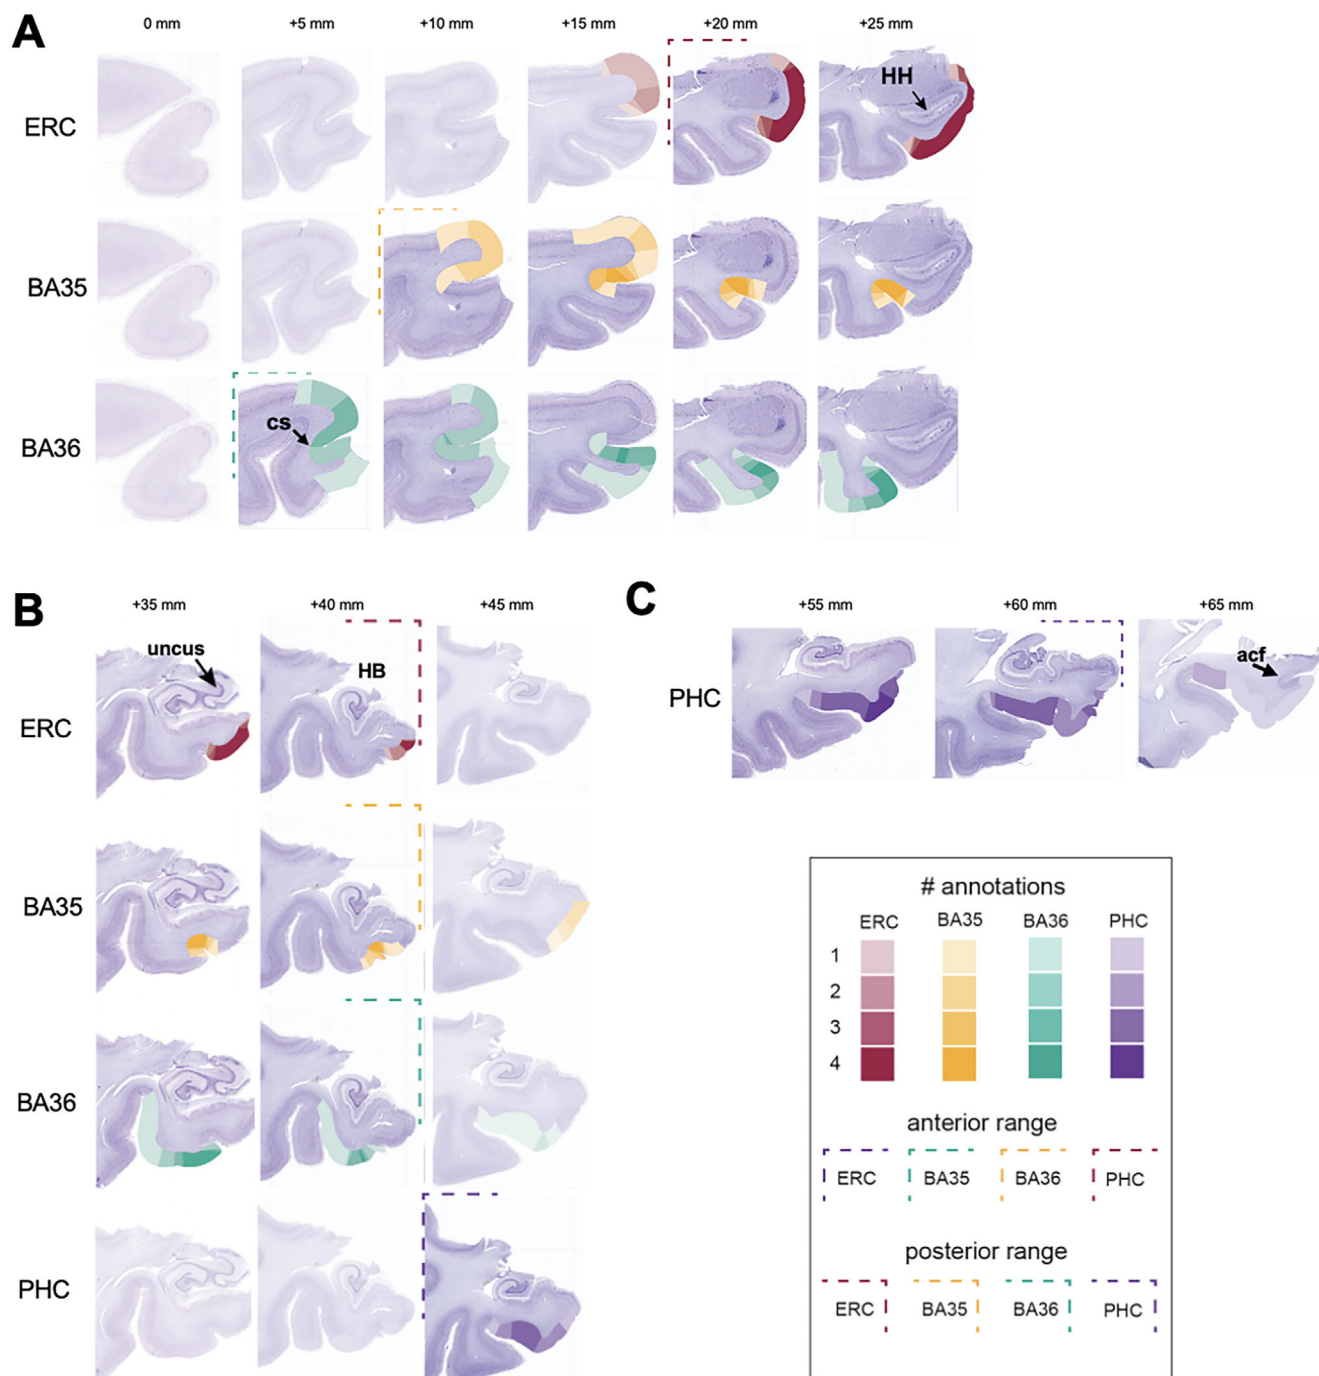 A
0 mm +5 mm +10 mm +15 mm +20 mm +25 mm
ERC
HH
BA35
BA36
cs
B
+35 mm +40 mm +45 mm
ERC
uncus
HB
BA35
BA36
PHC
C
+55 mm +60 mm +65 mm
PHC
acf
# annotations
ERC BA35 BA36 PHC
1
2
3
4
anterior range
ERC BA35 BA36 PHC
posterior range
ERC BA35 BA36 PHC